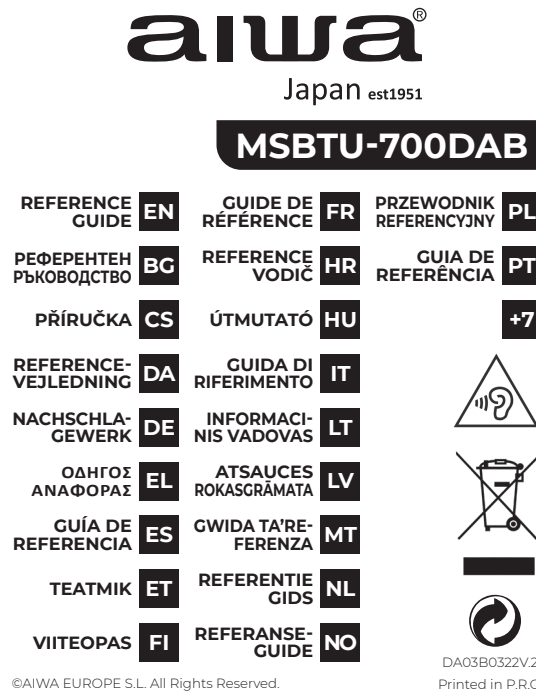 aiwa®
Japan est1951
MSBTU-700DAB
REFERENCE
GUIDE EN
РЕФЕРЕНТЕН
РЪКОВОДСТВО BG
PŘÍRUČKA CS
REFERENCE-
VEJLEDNING DA
NACHSCHLA-
GEWERK DE
ΟΔΗΓΟΣ
ΑΝΑΦΟΡΑΣ EL
GUÍA DE
REFERENCIA ES
TEATMIK ET
VIITEOPAS FI
GUIDE DE
RÉFÉRENCE FR
REFERENCE
VODIČ HR
ÚTMUTATÓ HU
GUIDA DI
RIFERIMENTO IT
INFORMACI-
NIS VADOVAS LT
ATSAUCES
ROKASGRĀMATA LV
GWIDA TA'RE-
FERENZA MT
REFERENTIE
GIDS NL
REFERANSE-
GUIDE NO
PRZEWODNIK
REFERENCYJNY PL
GUIA DE
REFERÊNCIA PT
+7
DA03B0322V.2
©AIWA EUROPE S.L. All Rights Reserved.
Printed in P.R.C